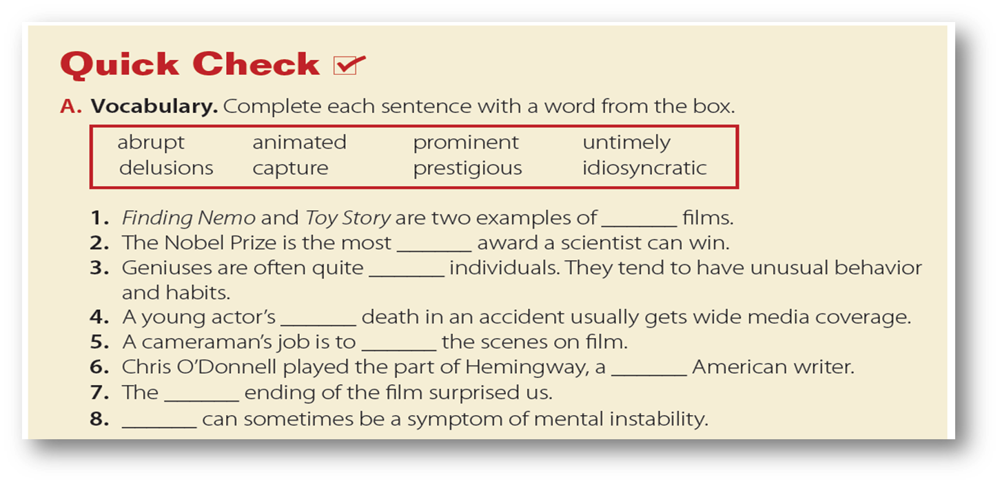 Quick Check
A. Vocabulary. Complete each sentence with a word from the box.
abrupt animated prominent untimely
delusions capture prestigious idiosyncratic
1. Finding Nemo and Toy Story are two examples of _______ films.
2. The Nobel Prize is the most _______ award a scientist can win.
3. Geniuses are often quite _______ individuals. They tend to have unusual behavior
and habits.
4. A young actor’s _______ death in an accident usually gets wide media coverage.
5. A cameraman’s job is to _______ the scenes on film.
6. Chris O’Donnell played the part of Hemingway, a _______ American writer.
7. The _______ ending of the film surprised us.
8. _______ can sometimes be a symptom of mental instability.